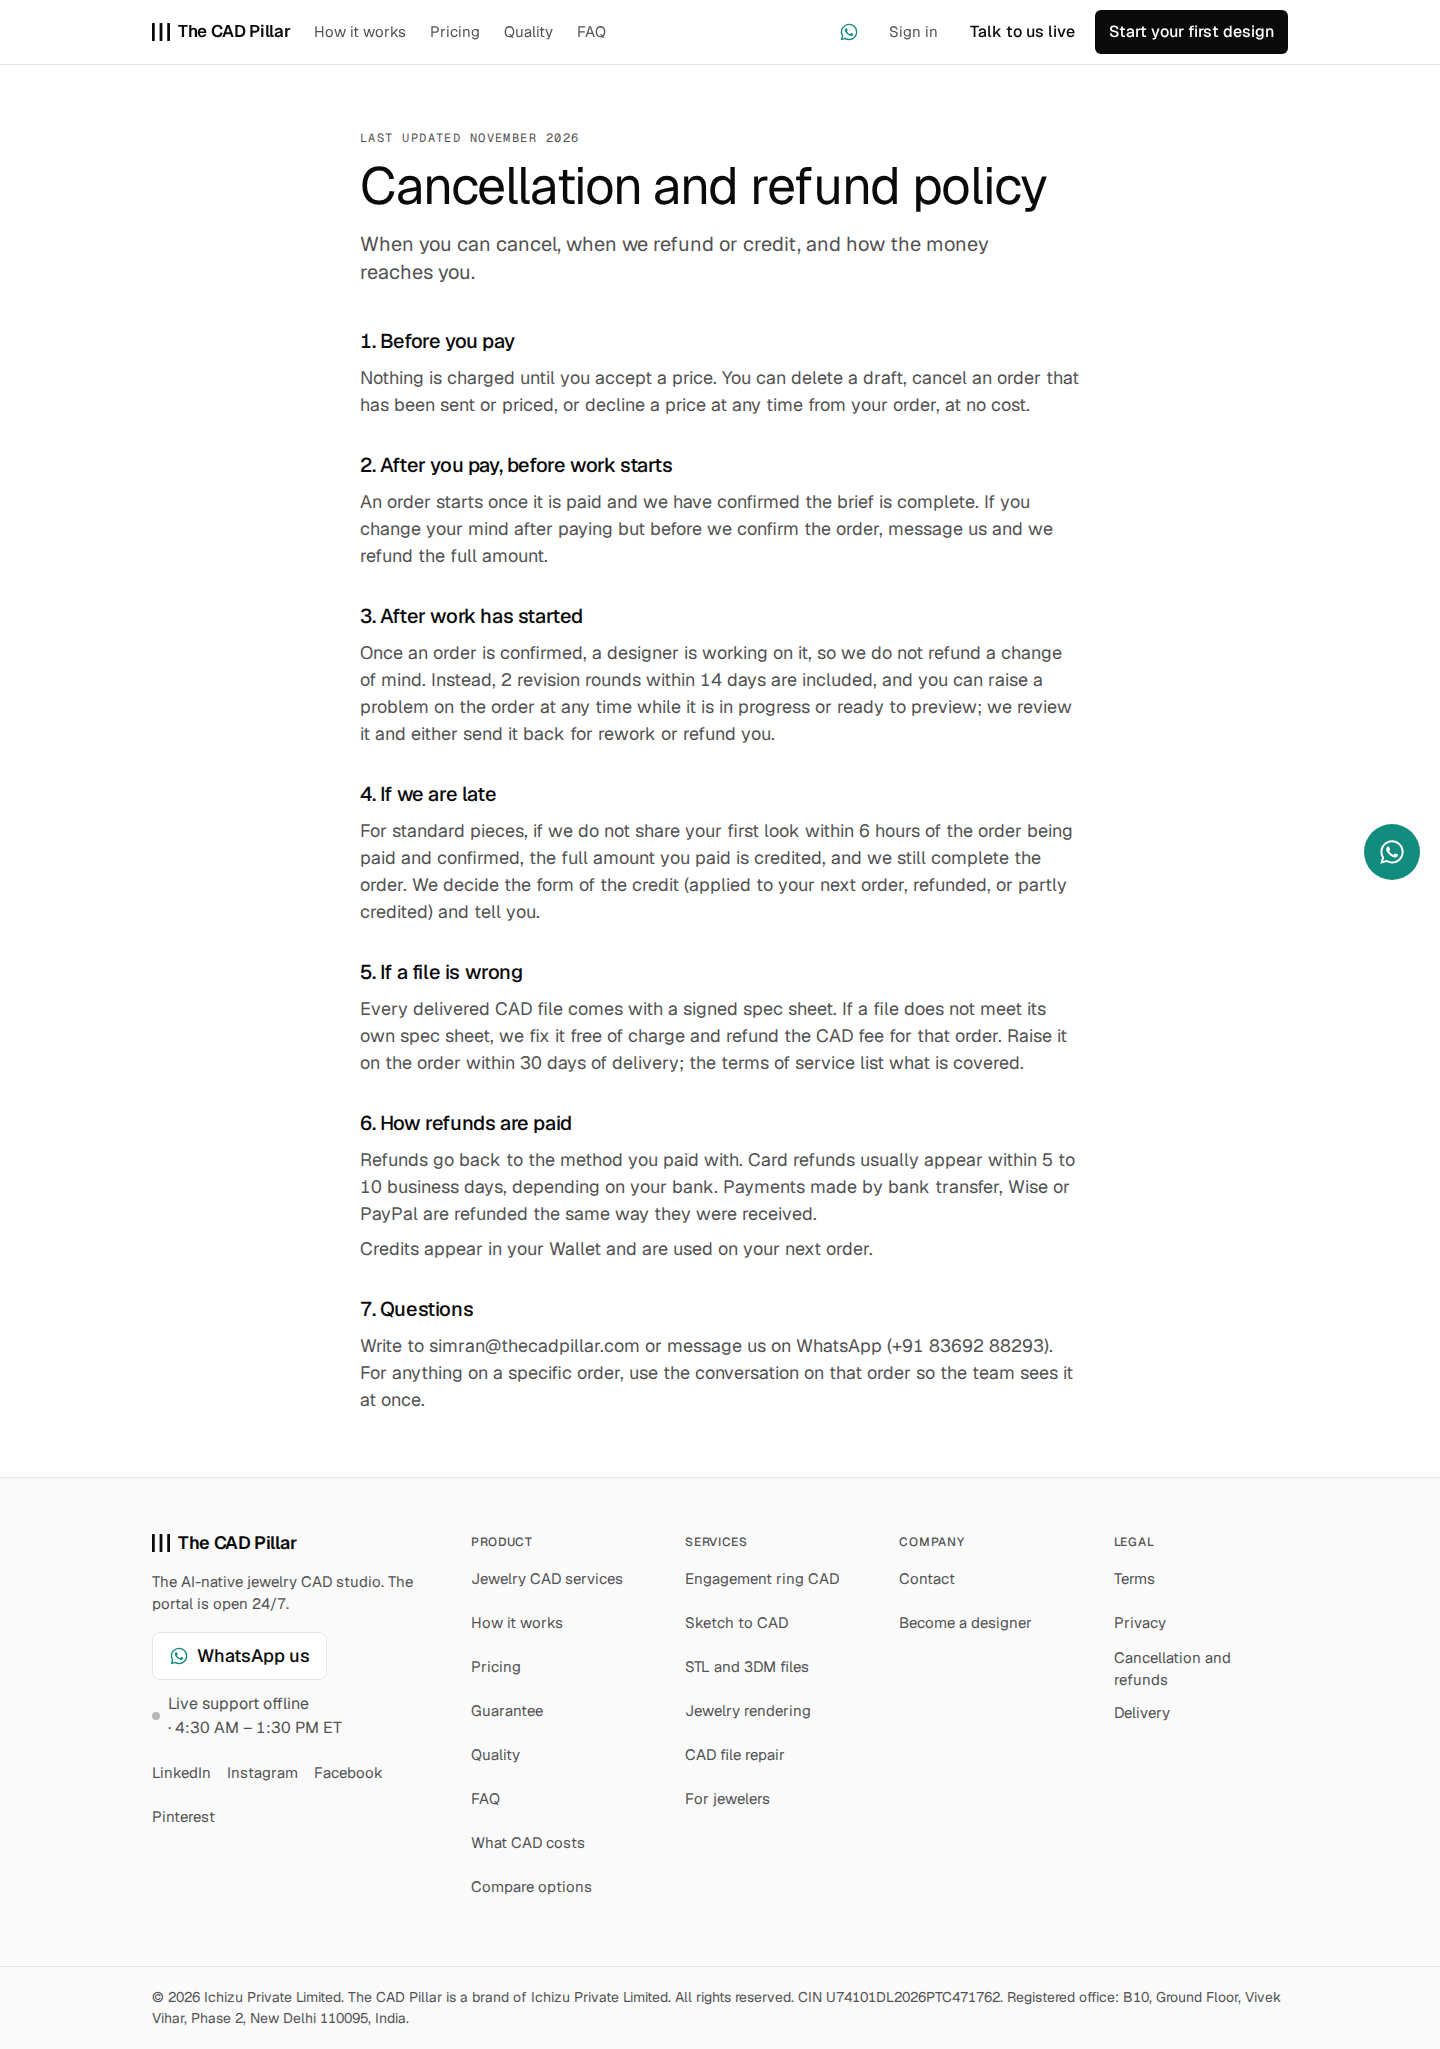 The CAD Pillar How it works Pricing Quality FAQ Sign in Talk to us live Start your first design
LAST UPDATED NOVEMBER 2026
Cancellation and refund policy
When you can cancel, when we refund or credit, and how the money
reaches you.
1. Before you pay
Nothing is charged until you accept a price. You can delete a draft, cancel an order that
has been sent or priced, or decline a price at any time from your order, at no cost.
2. After you pay, before work starts
An order starts once it is paid and we have confirmed the brief is complete. If you
change your mind after paying but before we confirm the order, message us and we
refund the full amount.
3. After work has started
Once an order is confirmed, a designer is working on it, so we do not refund a change
of mind. Instead, 2 revision rounds within 14 days are included, and you can raise a
problem on the order at any time while it is in progress or ready to preview; we review
it and either send it back for rework or refund you.
4. If we are late
For standard pieces, if we do not share your first look within 6 hours of the order being
paid and confirmed, the full amount you paid is credited, and we still complete the
order. We decide the form of the credit (applied to your next order, refunded, or partly
credited) and tell you.
5. If a file is wrong
Every delivered CAD file comes with a signed spec sheet. If a file does not meet its
own spec sheet, we fix it free of charge and refund the CAD fee for that order. Raise it
on the order within 30 days of delivery; the terms of service list what is covered.
6. How refunds are paid
Refunds go back to the method you paid with. Card refunds usually appear within 5 to
10 business days, depending on your bank. Payments made by bank transfer, Wise or
PayPal are refunded the same way they were received.
Credits appear in your Wallet and are used on your next order.
7. Questions
Write to simran@thecadpillar.com or message us on WhatsApp (+91 83692 88293).
For anything on a specific order, use the conversation on that order so the team sees it
at once.
The CAD Pillar
The AI-native jewelry CAD studio. The
portal is open 24/7.
WhatsApp us
Live support offline
· 4:30 AM – 1:30 PM ET
LinkedIn Instagram Facebook
Pinterest
PRODUCT
Jewelry CAD services
How it works
Pricing
Guarantee
Quality
FAQ
What CAD costs
Compare options
SERVICES
Engagement ring CAD
Sketch to CAD
STL and 3DM files
Jewelry rendering
CAD file repair
For jewelers
COMPANY
Contact
Become a designer
LEGAL
Terms
Privacy
Cancellation and
refunds
Delivery
© 2026 Ichizu Private Limited. The CAD Pillar is a brand of Ichizu Private Limited. All rights reserved. CIN U74101DL2026PTC471762. Registered office: B10, Ground Floor, Vivek
Vihar, Phase 2, New Delhi 110095, India.